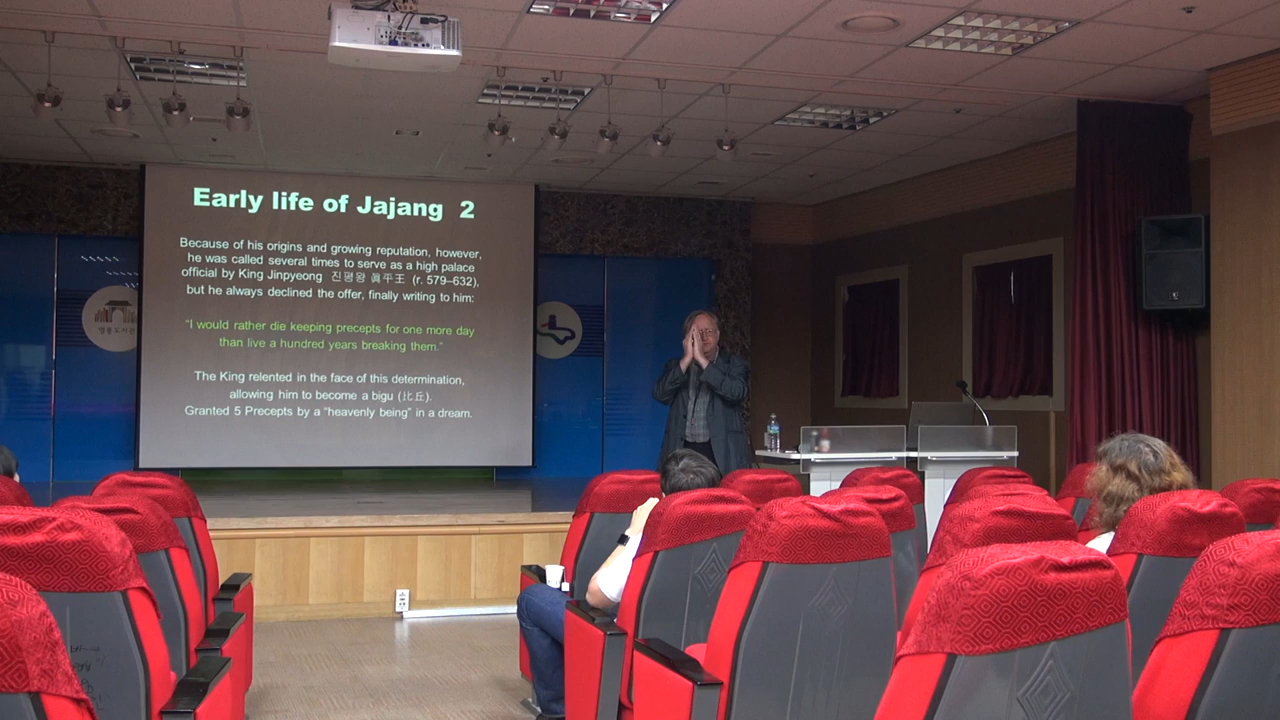 Early life of Jajang 2
Because of his origins and growing reputation, however,
he was called several times to serve as a high palace
official by King Jinpyeong 진평왕 眞平王 (r. 579–632),
but he always declined the offer, finally writing to him:
“I would rather die keeping precepts for one more day
than live a hundred years breaking them.”
The King relented in the face of this determination,
allowing him to become a bigu (比丘).
Granted 5 Precepts by a “heavenly being” in a dream.